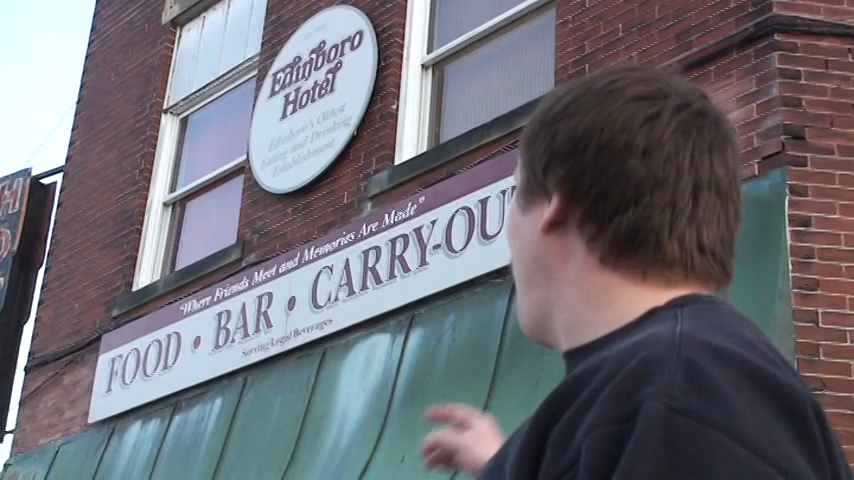 Edinboro
Hotel
Edinboro's Oldest
Eating and Drinking
Establishment
"Where Friends Meet and Memories Are Made"
FOOD • BAR • CARRY-OU
Serving Legal Beverages
H
O